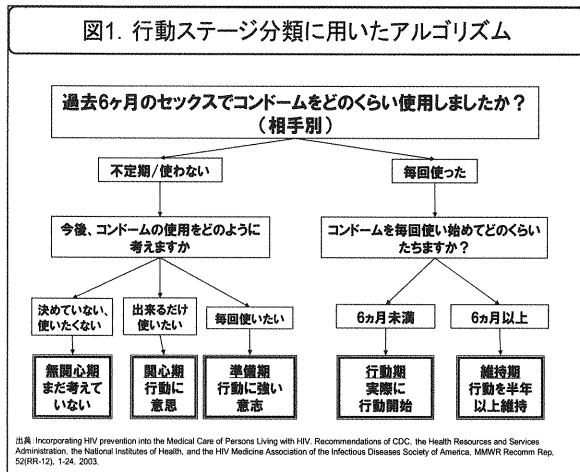 図1. 行動ステージ分類に用いたアルゴリズム
過去6ヶ月のセックスでコンドームをどのくらい使用しましたか?
(相手別)
不定期/使わない
毎回使った
今後、コンドームの使用をどのように
考えますか
コンドームを毎回使い始めてどのくらい
たちますか?
決めていない、
使いたくない
出来るだけ
使いたい
毎回使いたい
6ヵ月未満
6ヵ月以上
無関心期
まだ考えて
いない
関心期
行動に
意思
準備期
行動に強い
意志
行動期
実際に
行動開始
維持期
行動を半年
以上維持
出典:Incorporating HIV prevention into the Medical Care of Persons Living with HIV. Recommendations of CDC, the Health Resources and Services
Administration, the National Institutes of Health, and the HIV Medicine Association of the Infectious Diseases Society of America, MMWR Recomm Rep,
52(RR-12), 1-24, 2003.